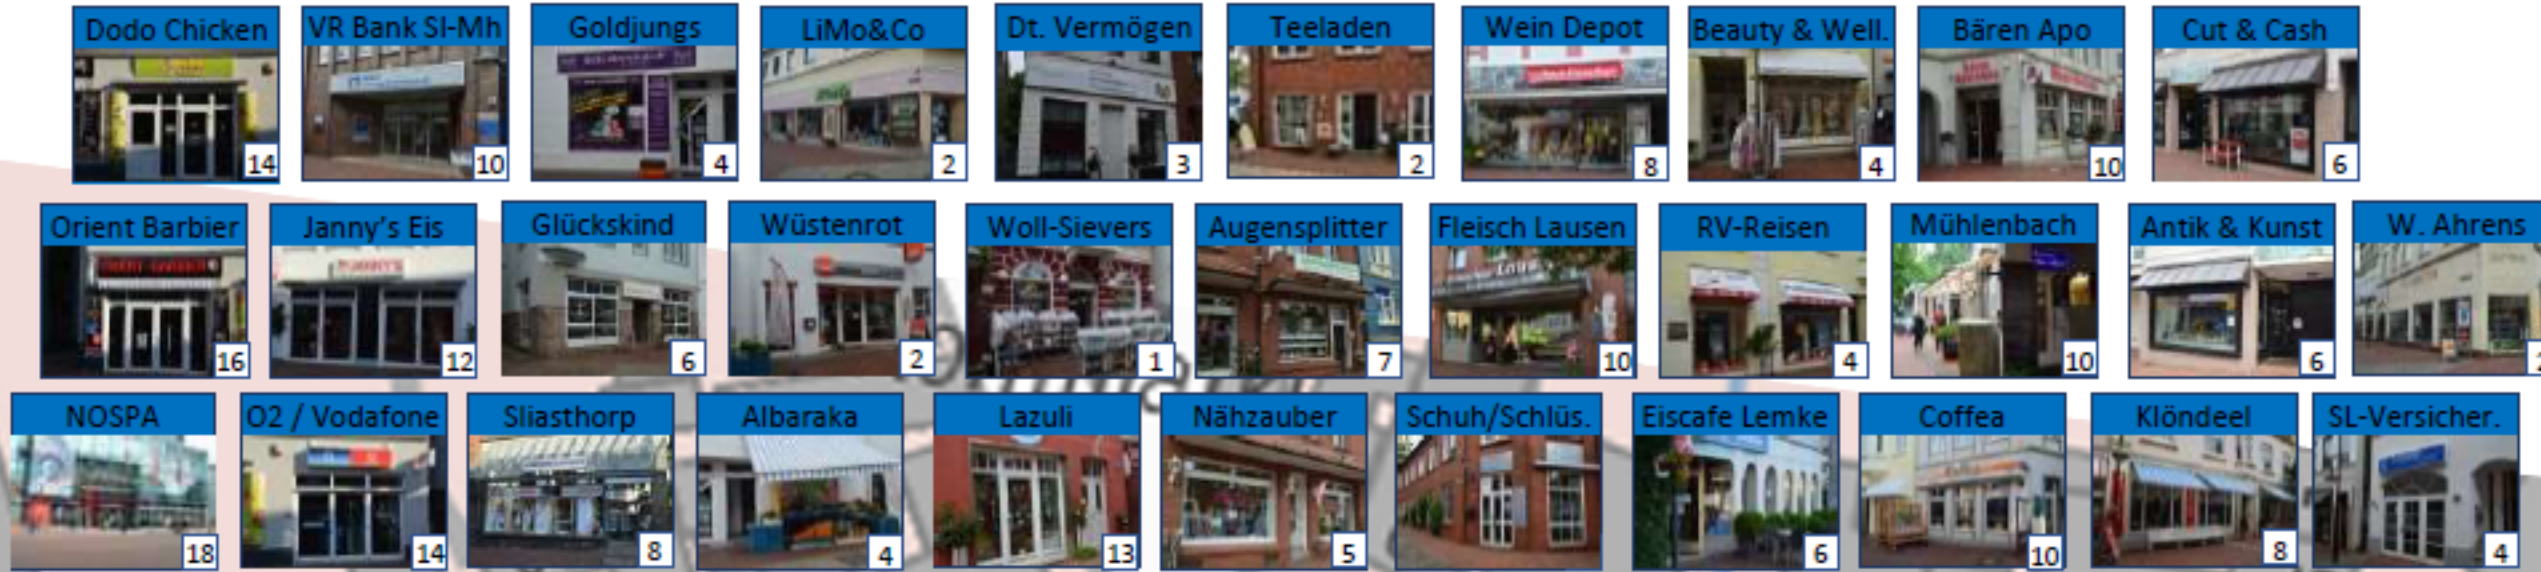 Dodo Chicken
14
VR Bank Sl-Mh
10
Goldjungs
4
LiMo&Co
2
Dt. Vermögen
3
Teeladen
2
Wein Depot
8
Beauty & Well.
4
Bären Apo
10
Cut & Cash
6
Orient Barbier
16
Janny's Eis
12
Glückskind
6
Wüstenrot
2
Woll-Sievers
1
Augensplitter
7
Fleisch Lausen
10
RV-Reisen
4
Mühlenbach
10
Antik & Kunst
6
W. Ahrens
2
NOSPA
18
O2 / Vodafone
14
Sliasthorp
8
Albaraka
4
Lazuli
13
Nähzauber
5
Schuh/Schlüs.
Eiscafe Lemke
6
Coffea
10
Klöndeel
8
SL-Versicher.
4